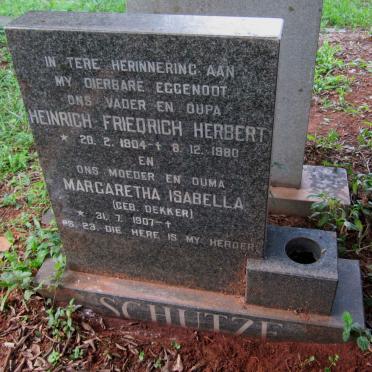 IN TERE HERINNERING AAN
MY DIERBARE EGGENOOT
ONS VADER EN OUPA
HEINRICH FRIEDRICH HERBERT
* 20. 2. 1904 - † 8. 12. 1980
EN
ONS MOEDER EN OUMA
MARGARETHA ISABELLA
(GEB. DEKKER)
* 31. 7. 1907 - †
PS. 23. DIE HERE IS MY HERDER
SCHUTZE